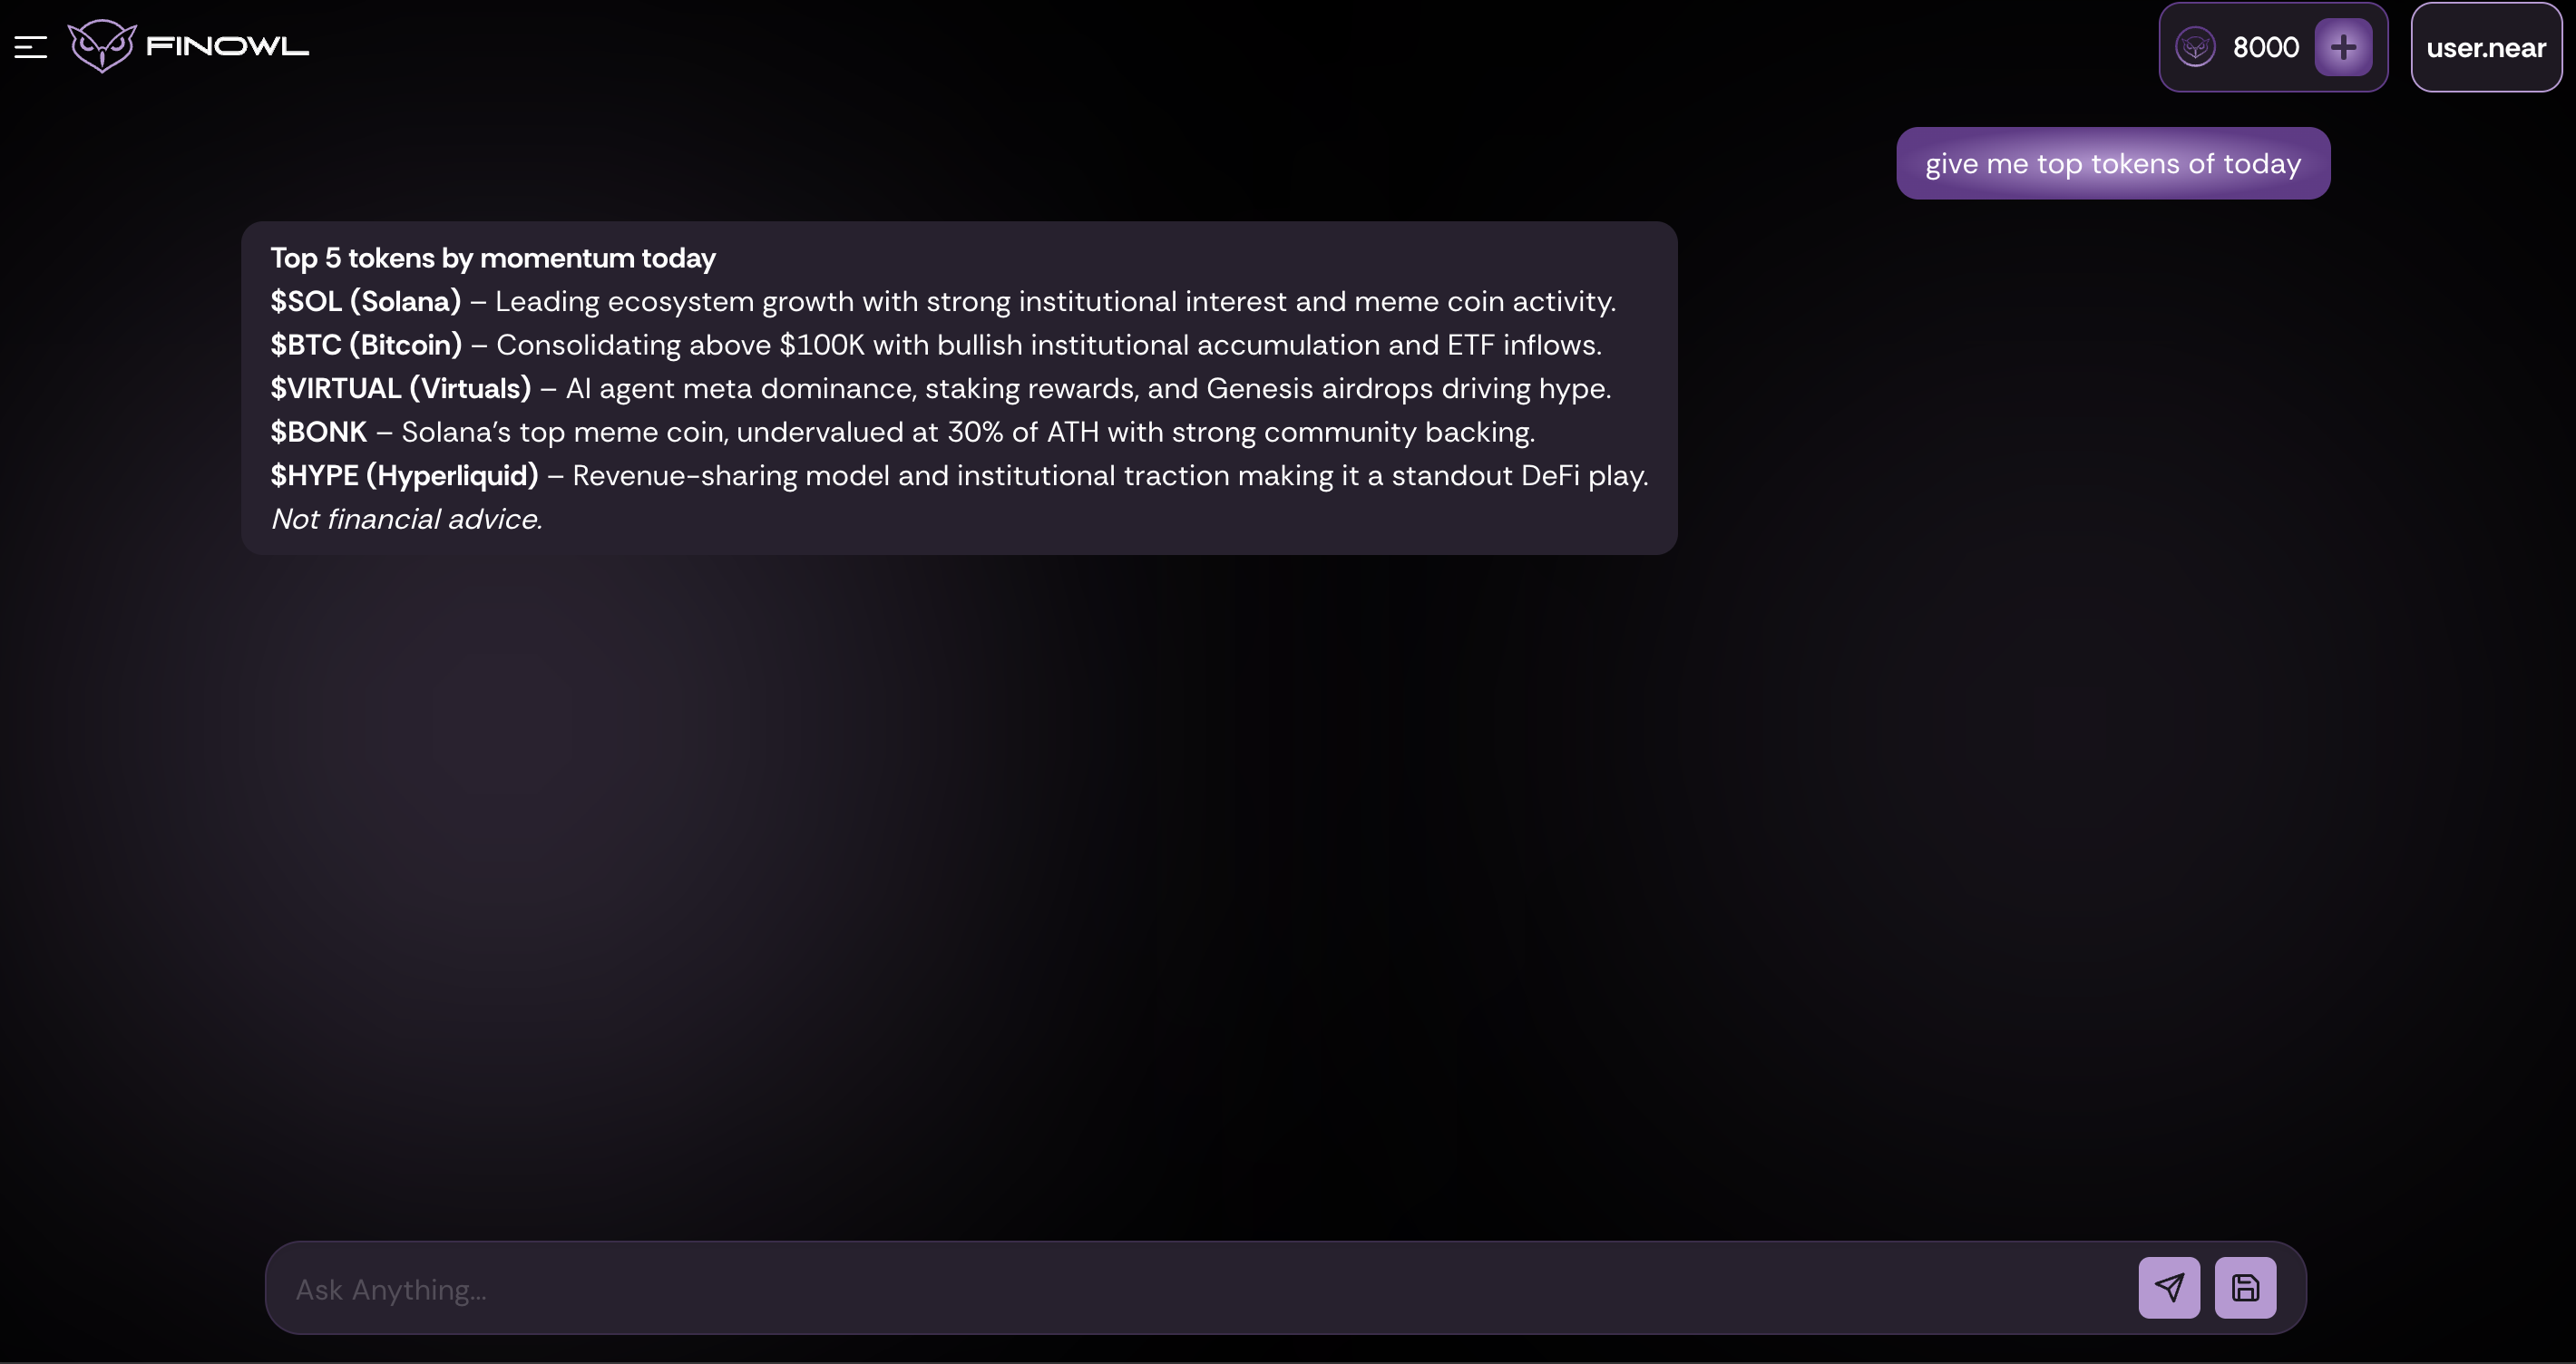 FINOWL
8000
user.near
give me top tokens of today
Top 5 tokens by momentum today
$SOL (Solana) – Leading ecosystem growth with strong institutional interest and meme coin activity.
$BTC (Bitcoin) – Consolidating above $100K with bullish institutional accumulation and ETF inflows.
$VIRTUAL (Virtuals) – AI agent meta dominance, staking rewards, and Genesis airdrops driving hype.
$BONK – Solana’s top meme coin, undervalued at 30% of ATH with strong community backing.
$HYPE (Hyperliquid) – Revenue-sharing model and institutional traction making it a standout DeFi play.
Not financial advice.
Ask Anything...